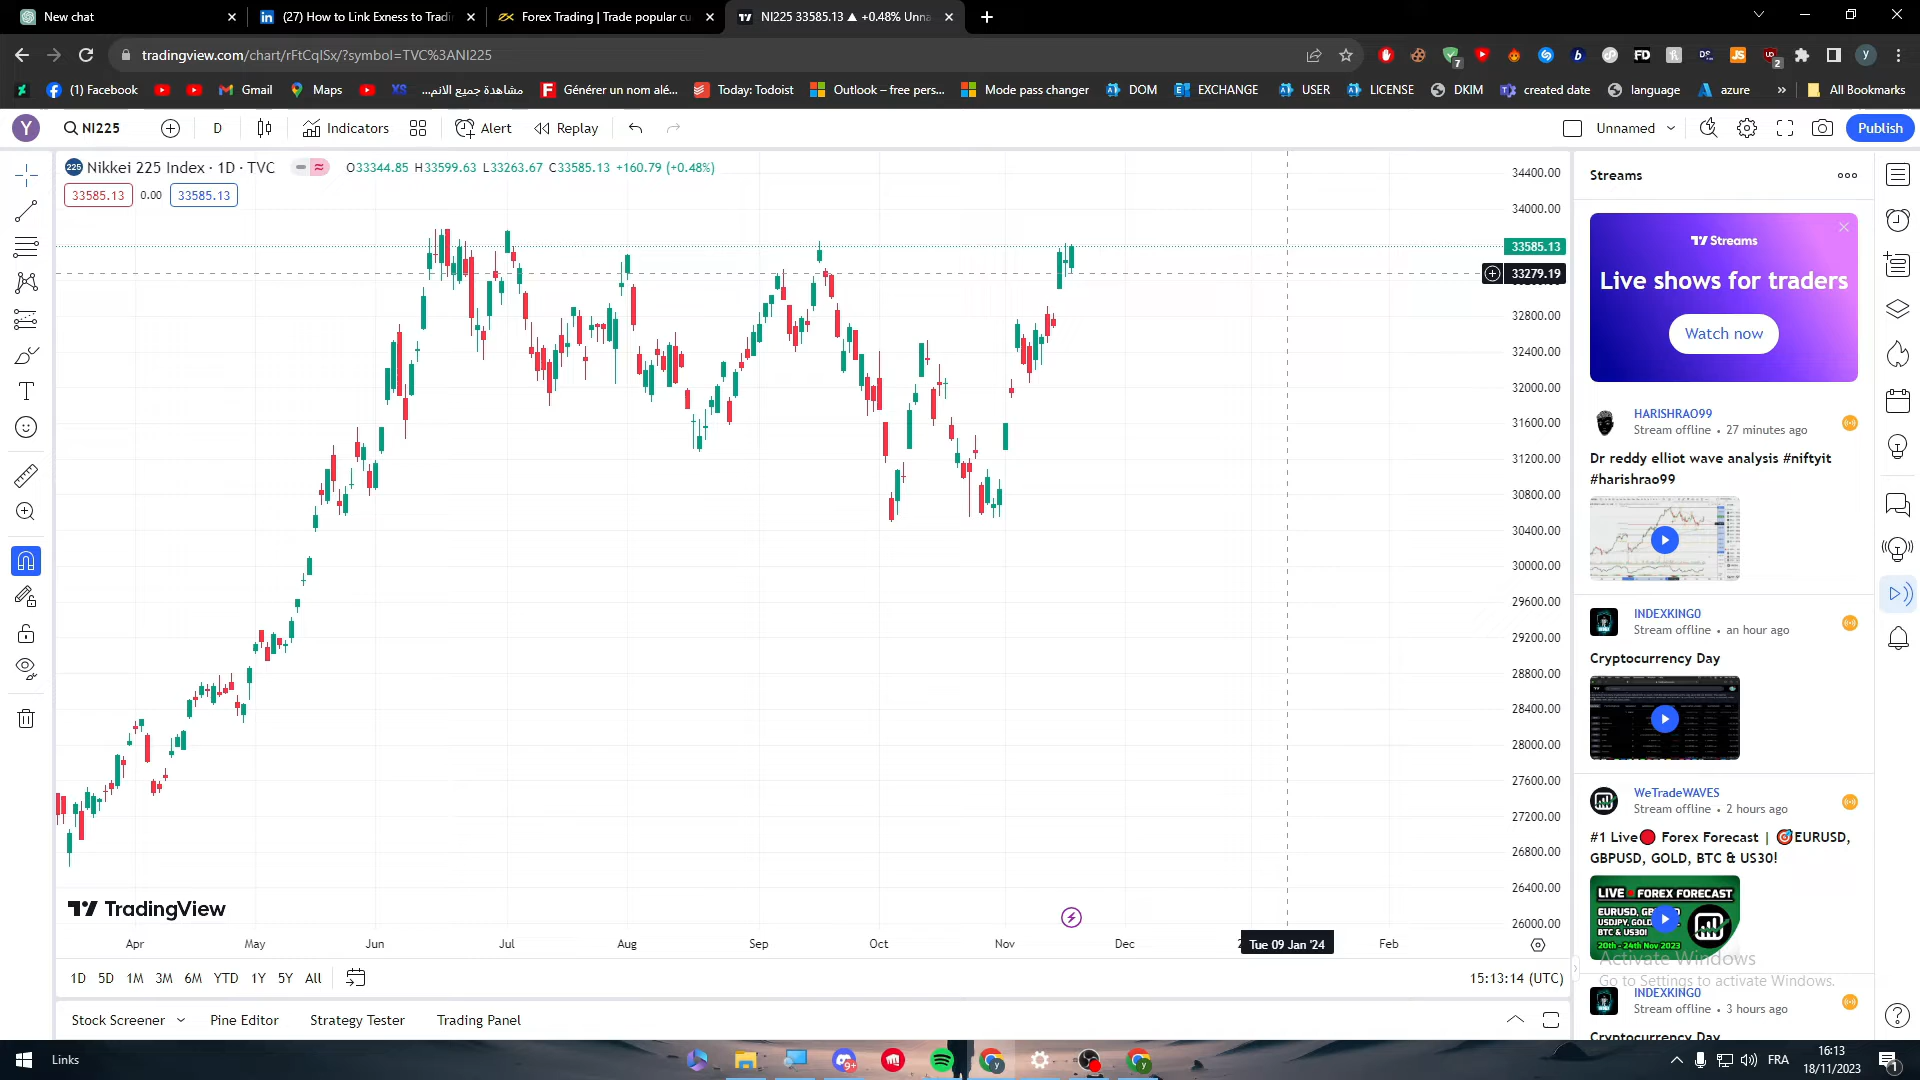 New chat
(27) How to Link Exness to Tradi
Forex Trading | Trade popular cu
NI225 33585.13 ▲ +0.48% Unna
tradingview.com/chart/rFtCqISx/?symbol=TVC%3ANI225
(1) Facebook
Gmail
Maps
مشاهدة جميع الانم...
Générer un nom alé...
Today: Todoist
Outlook – free pers...
Mode pass changer
DOM
EXCHANGE
USER
LICENSE
DKIM
created date
language
azure
»
All Bookmarks
Y
NI225
D
Indicators
Alert
Replay
Unnamed
Publish
Nikkei 225 Index · 1D · TVC
O33344.85 H33599.63 L33263.67 C33585.13 +160.79 (+0.48%)
33585.13 0.00 33585.13
34400.00
34000.00
33585.13
33279.19
32800.00
32400.00
32000.00
31600.00
31200.00
30800.00
30400.00
30000.00
29600.00
29200.00
28800.00
28400.00
28000.00
27600.00
27200.00
26800.00
26400.00
26000.00
TradingView
Apr May Jun Jul Aug Sep Oct Nov Dec Tue 09 Jan '24 Feb
1D 5D 1M 3M 6M YTD 1Y 5Y All
15:13:14 (UTC)
Stock Screener Pine Editor Strategy Tester Trading Panel
Streams
Streams
Live shows for traders
Watch now
HARISHRAO99
Stream offline • 27 minutes ago
Dr reddy elliot wave analysis #niftyit
#harishrao99
INDEXKING0
Stream offline • an hour ago
Cryptocurrency Day
WeTradeWAVES
Stream offline • 2 hours ago
#1 Live🔴 Forex Forecast | 🎯EURUSD,
GBPUSD, GOLD, BTC & US30!
LIVE • FOREX FORECAST
BTC & US30!
20th - 24th Nov 2023
Activate Windows
Go to Settings to activate Windows.
INDEXKING0
Stream offline • 3 hours ago
Cryptocurrency Day
Links
FRA
16:13
18/11/2023